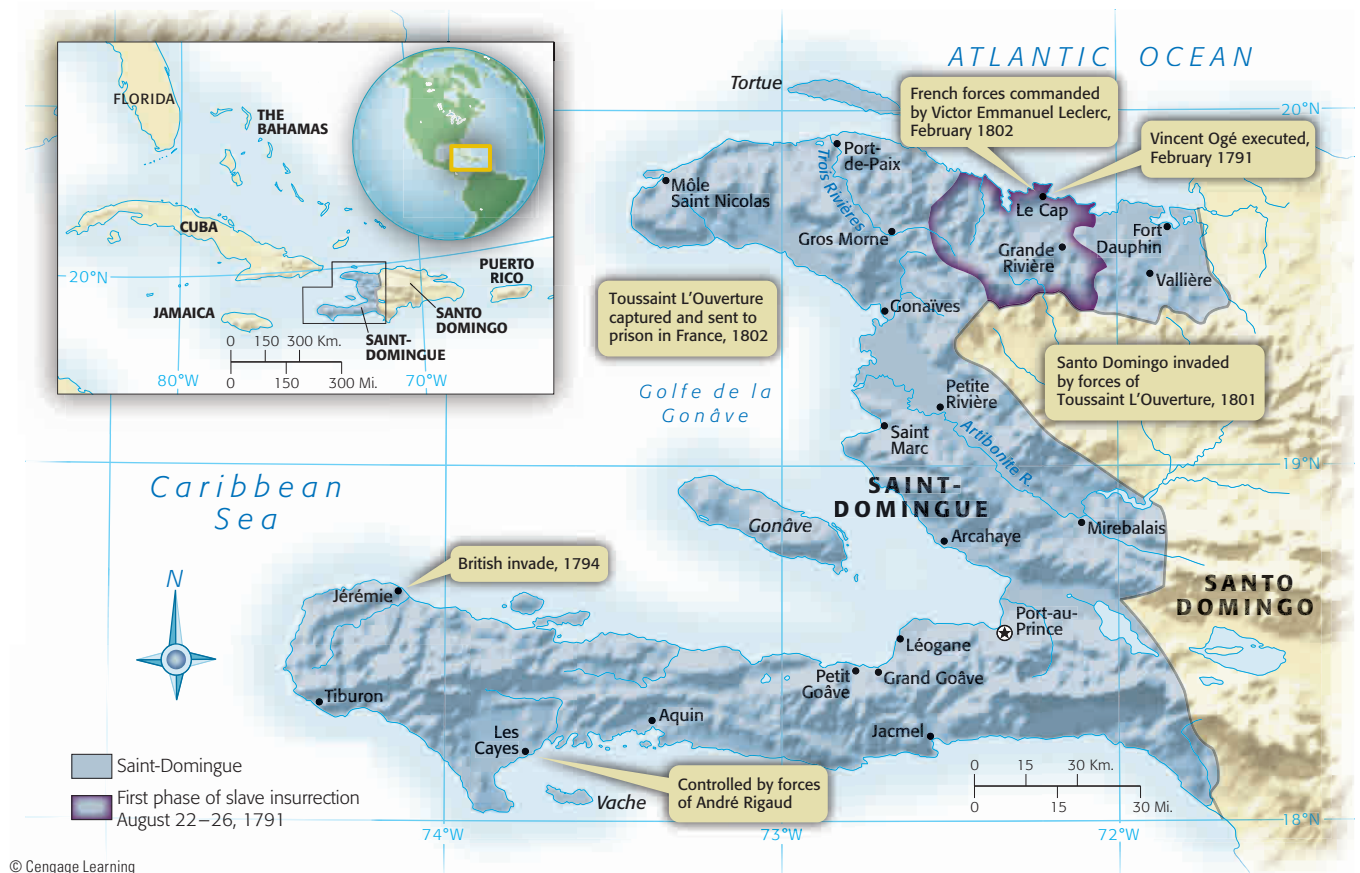 FLORIDA
THE
BAHAMAS
CUBA
20°N
JAMAICA
PUERTO
RICO
SANTO
DOMINGO
SAINT-
DOMINGUE
0 150 300 Km.
0 150 300 Mi.
80°W
70°W
ATLANTIC OCEAN
Tortue
French forces commanded
by Victor Emmanuel Leclerc,
February 1802
20°N
Vincent Ogé executed,
February 1791
Port-
de-Paix
Trois Rivières
Môle
Saint Nicolas
Le Cap
Gros Morne
Grande
Rivière
Fort
Dauphin
Vallière
Toussaint L’Ouverture
captured and sent to
prison in France, 1802
Gonaïves
Santo Domingo invaded
by forces of
Toussaint L’Ouverture, 1801
Golfe de la
Gonâve
Petite
Rivière
Saint
Marc
Artibonite R.
19°N
Caribbean
Sea
SAINT-
DOMINGUE
Gonâve
Arcahaye
Mirebalais
British invade, 1794
N
Jérémie
SANTO
DOMINGO
Port-au-
Prince
Léogane
Petit
Goâve
Grand Goâve
Tiburon
Aquin
Les
Cayes
Jacmel
Saint-Domingue
First phase of slave insurrection
August 22–26, 1791
Controlled by forces
of André Rigaud
Vache
0 15 30 Km.
0 15 30 Mi.
18°N
74°W
73°W
72°W
© Cengage Learning